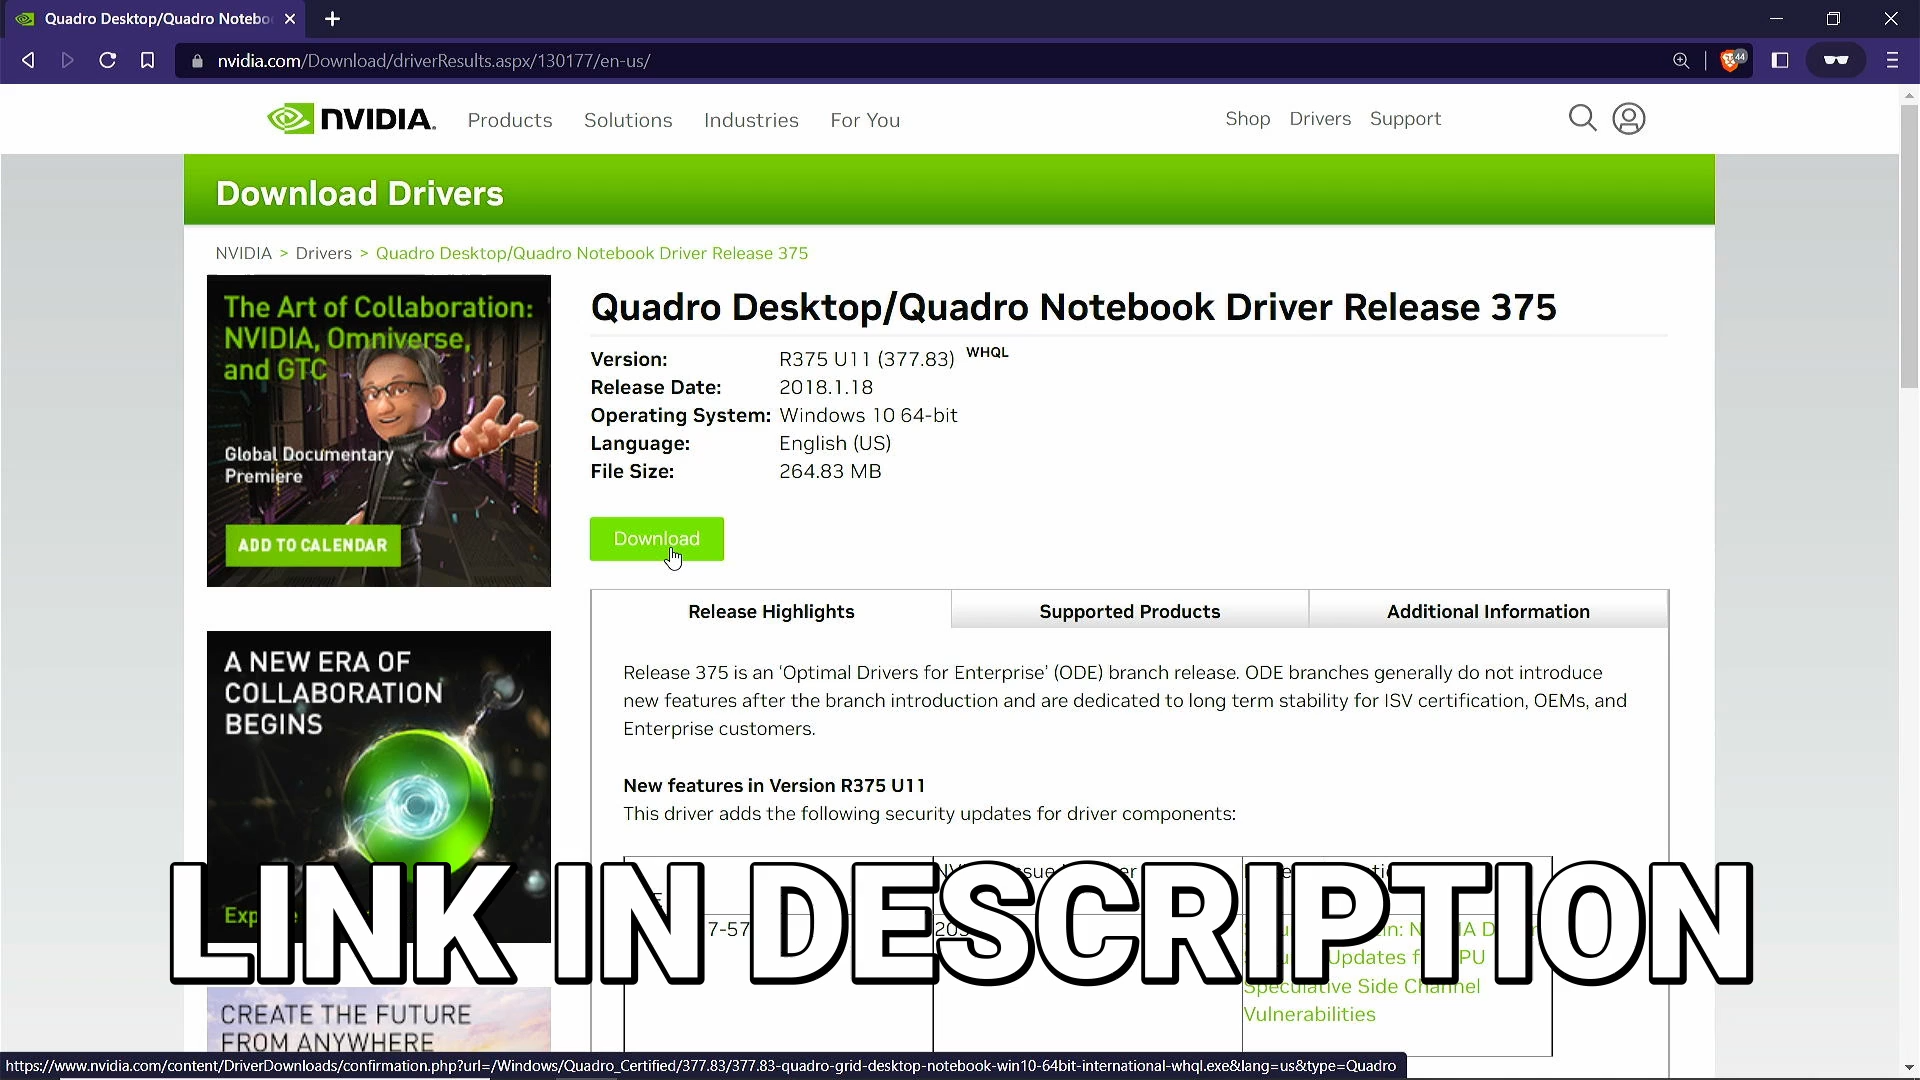 Quadro Desktop/Quadro Notebo
nvidia.com/Download/driverResults.aspx/130177/en-us/
44
NVIDIA.
Products
Solutions
Industries
For You
Shop
Drivers
Support
Download Drivers
NVIDIA > Drivers > Quadro Desktop/Quadro Notebook Driver Release 375
The Art of Collaboration:
NVIDIA, Omniverse,
and GTC
Global Documentary
Premiere
ADD TO CALENDAR
Quadro Desktop/Quadro Notebook Driver Release 375
Version: R375 U11 (377.83) WHQL
Release Date: 2018.1.18
Operating System: Windows 10 64-bit
Language: English (US)
File Size: 264.83 MB
Download
Release Highlights
Supported Products
Additional Information
Release 375 is an ‘Optimal Drivers for Enterprise’ (ODE) branch release. ODE branches generally do not introduce
new features after the branch introduction and are dedicated to long term stability for ISV certification, OEMs, and
Enterprise customers.
New features in Version R375 U11
This driver adds the following security updates for driver components:
A NEW ERA OF
COLLABORATION
BEGINS
LINK IN DESCRIPTION
Updates
Speculative Side Channel
Vulnerabilities
CREATE THE FUTURE
FROM ANYWHERE
https://www.nvidia.com/content/DriverDownloads/confirmation.php?url=/Windows/Quadro_Certified/377.83/377.83-quadro-grid-desktop-notebook-win10-64bit-international-whql.exe&lang=us&type=Quadro